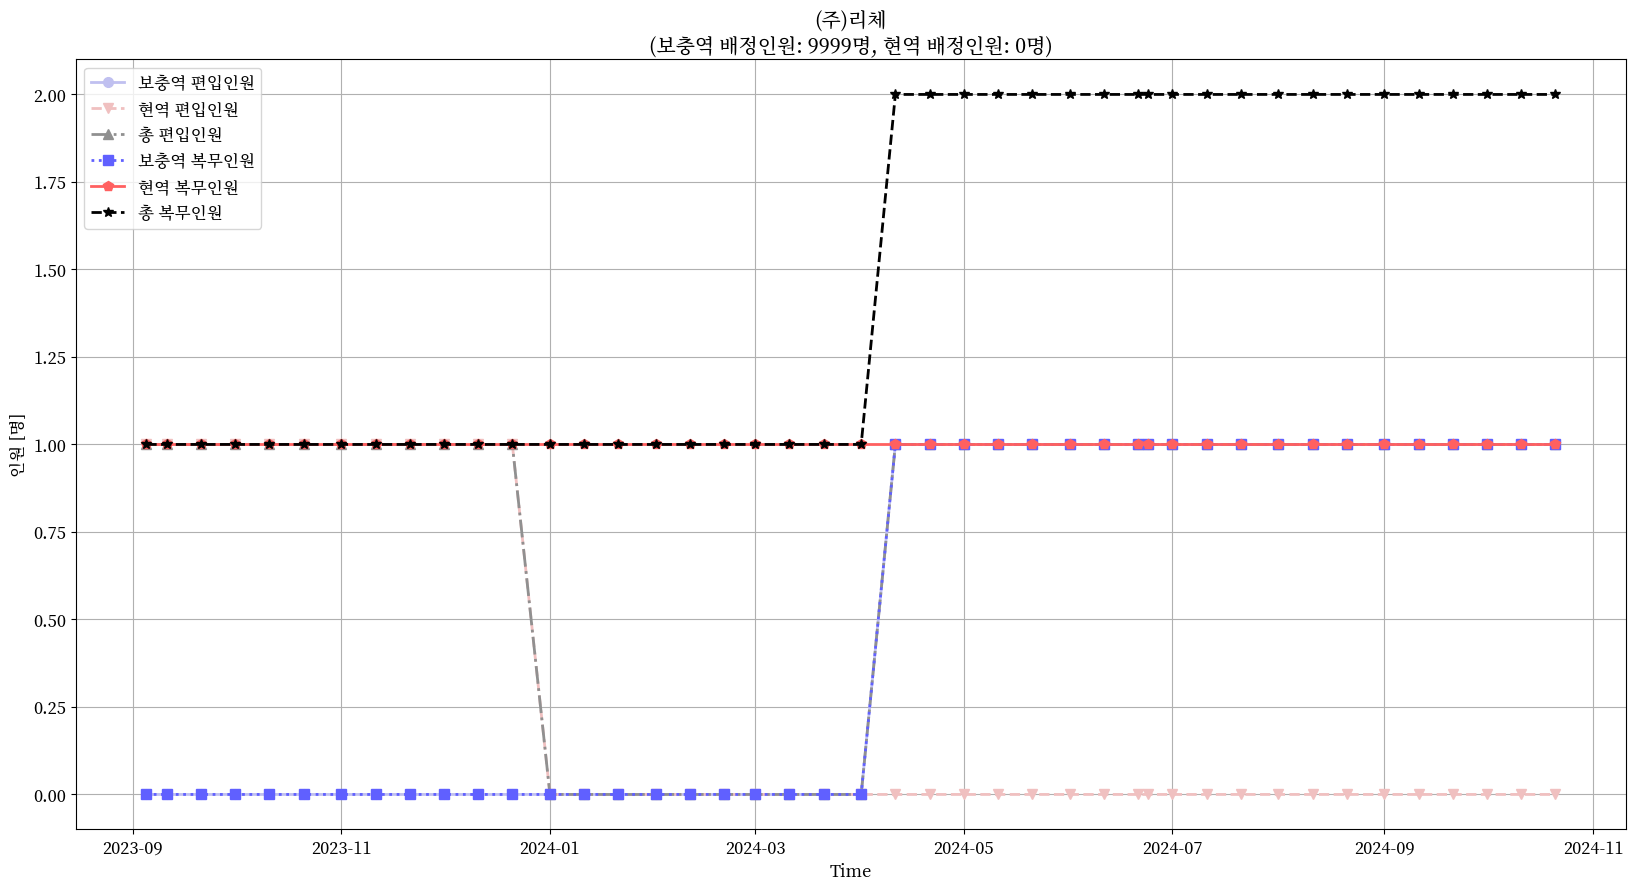 (주)리체
(보충역 배정인원: 9999명, 현역 배정인원: 0명)
보충역 편입인원
현역 편입인원
총 편입인원
보충역 복무인원
현역 복무인원
총 복무인원
2.00
1.75
1.50
1.25
1.00
0.75
0.50
0.25
0.00
인원 [명]
2023-09 2023-11 2024-01 2024-03 2024-05 2024-07 2024-09 2024-11
Time